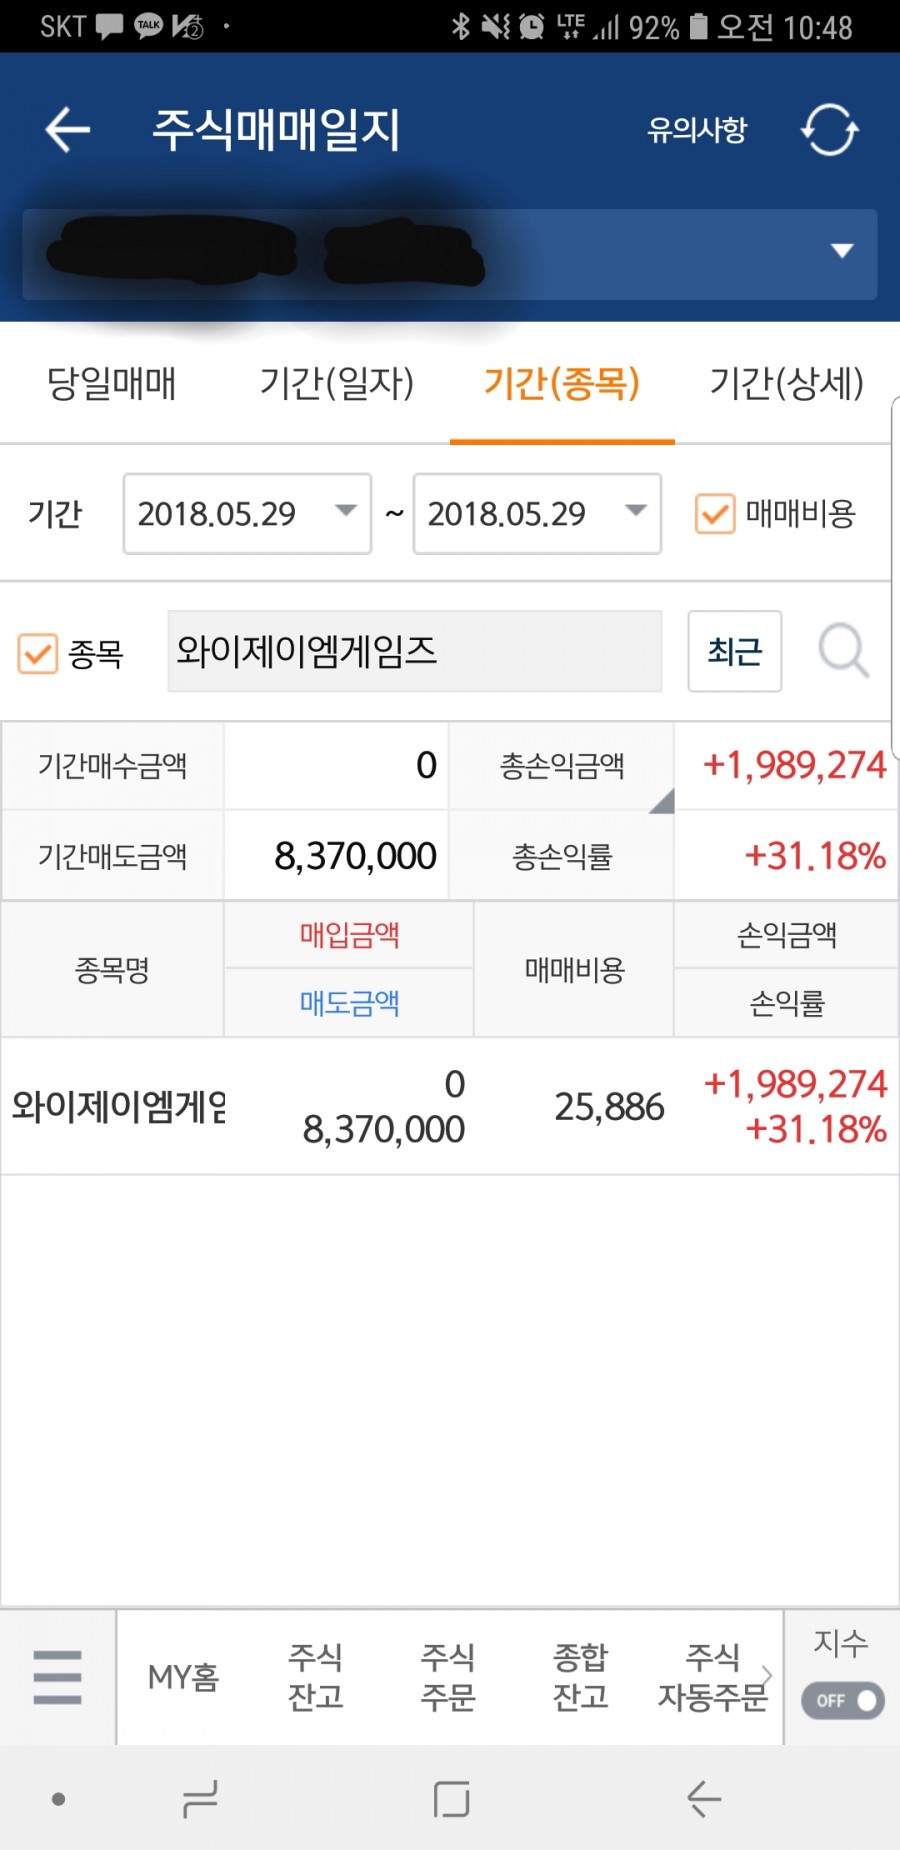 SKT TALK 2 LTE 92% 오전 10:48
주식매매일지 유의사항
당일매매 기간(일자) 기간(종목) 기간(상세)
기간 2018.05.29 ~ 2018.05.29 매매비용
종목 와이제이엠게임즈 최근
기간매수금액 0 총손익금액 +1,989,274
기간매도금액 8,370,000 총손익률 +31.18%
종목명 매입금액 매매비용 손익금액
매도금액 손익률
와이제이엠게임 0 25,886 +1,989,274
8,370,000 +31.18%
MY홈 주식 잔고 주식 주문 종합 잔고 주식 자동주문 지수
OFF